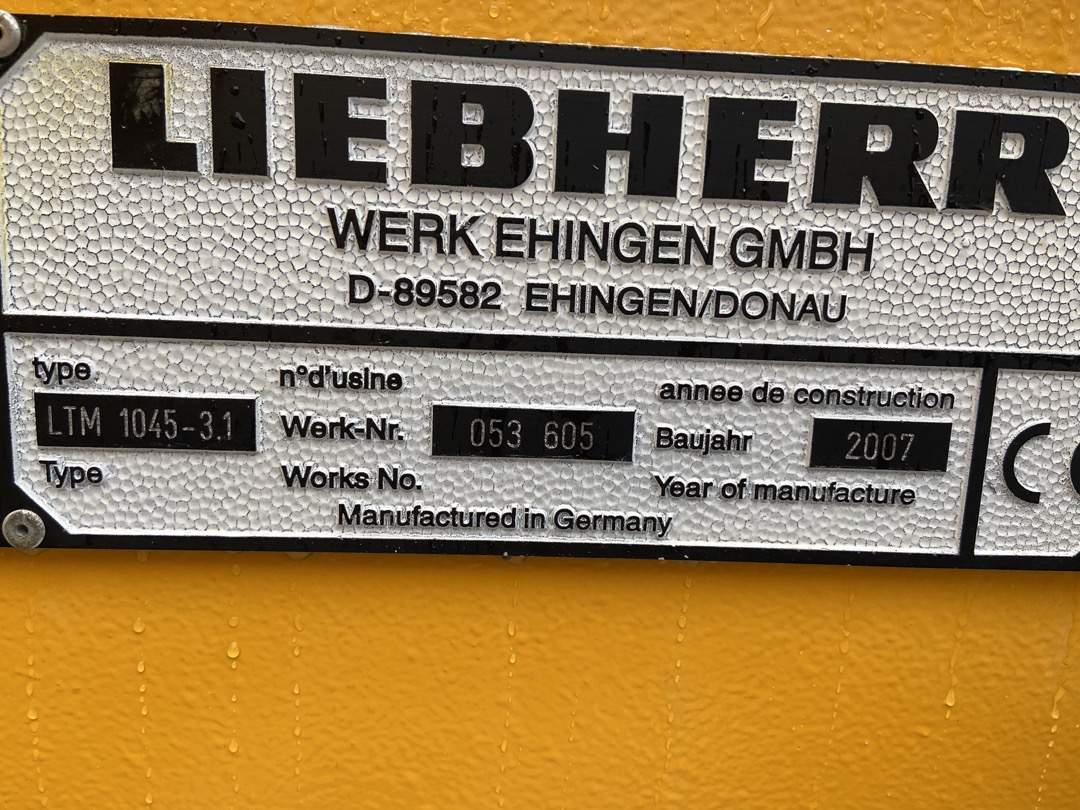 LIEBHERR
WERK EHINGEN GMBH
D-89582 EHINGEN/DONAU
type
LTM 1045-3.1
Type
n°d'usine
Werk-Nr. 053 605
Works No.
annee de construction
Baujahr 2007
Year of manufacture
Manufactured in Germany